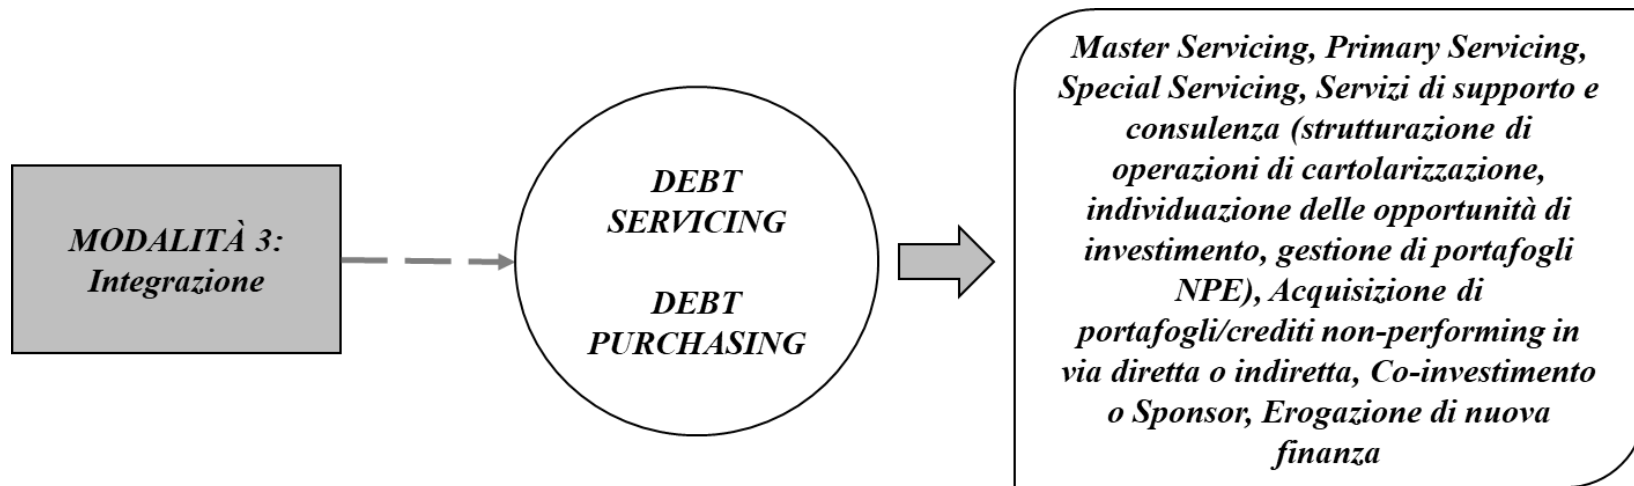 MODALITÀ 3:
Integrazione
DEBT
SERVICING
DEBT
PURCHASING
Master Servicing, Primary Servicing,
Special Servicing, Servizi di supporto e
consulenza (strutturazione di
operazioni di cartolarizzazione,
individuazione delle opportunità di
investimento, gestione di portafogli
NPE), Acquisizione di
portafogli/crediti non-performing in
via diretta o indiretta, Co-investimento
o Sponsor, Erogazione di nuova
finanza